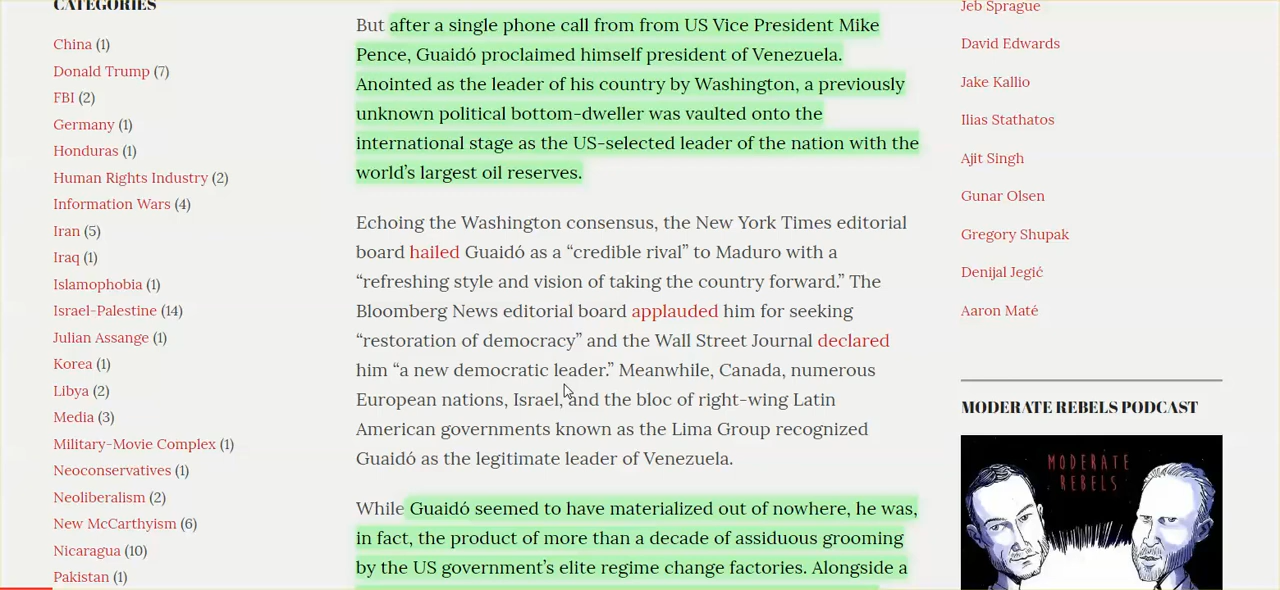 CATEGORIES
China (1)
Donald Trump (7)
FBI (2)
Germany (1)
Honduras (1)
Human Rights Industry (2)
Information Wars (4)
Iran (5)
Iraq (1)
Islamophobia (1)
Israel-Palestine (14)
Julian Assange (1)
Korea (1)
Libya (2)
Media (3)
Military-Movie Complex (1)
Neoconservatives (1)
Neoliberalism (2)
New McCarthyism (6)
Nicaragua (10)
Pakistan (1)
But after a single phone call from from US Vice President Mike
Pence, Guaidó proclaimed himself president of Venezuela.
Anointed as the leader of his country by Washington, a previously
unknown political bottom-dweller was vaulted onto the
international stage as the US-selected leader of the nation with the
world’s largest oil reserves.
Echoing the Washington consensus, the New York Times editorial
board hailed Guaidó as a “credible rival” to Maduro with a
“refreshing style and vision of taking the country forward.” The
Bloomberg News editorial board applauded him for seeking
“restoration of democracy” and the Wall Street Journal declared
him “a new democratic leader.” Meanwhile, Canada, numerous
European nations, Israel, and the bloc of right-wing Latin
American governments known as the Lima Group recognized
Guaidó as the legitimate leader of Venezuela.
While Guaidó seemed to have materialized out of nowhere, he was,
in fact, the product of more than a decade of assiduous grooming
by the US government’s elite regime change factories. Alongside a
Jeb Sprague
David Edwards
Jake Kallio
Ilias Stathatos
Ajit Singh
Gunar Olsen
Gregory Shupak
Denijal Jegić
Aaron Maté
MODERATE REBELS PODCAST
MODERATE
REBELS